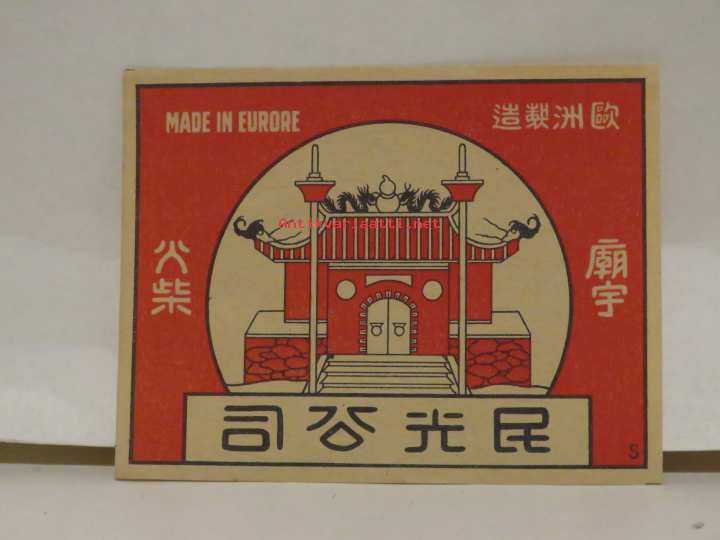 MADE IN EURORE
歐洲製造
廟宇
火柴
民光公司
S
Antikvariaatti.net